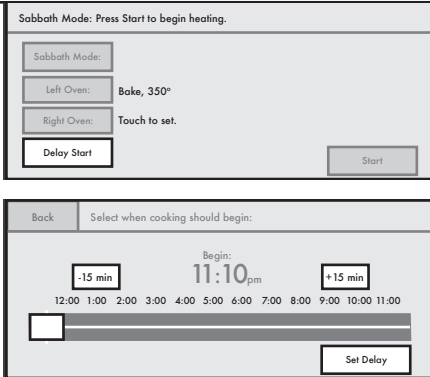 Sabbath Mode: Press Start to begin heating.
Sabbath Mode:
Left Oven: Bake, 350°
Right Oven: Touch to set.
Delay Start
Start
Back Select when cooking should begin:
Begin:
-15 min 11:10pm +15 min
12:00 1:00 2:00 3:00 4:00 5:00 6:00 7:00 8:00 9:00 10:00 11:00
Set Delay